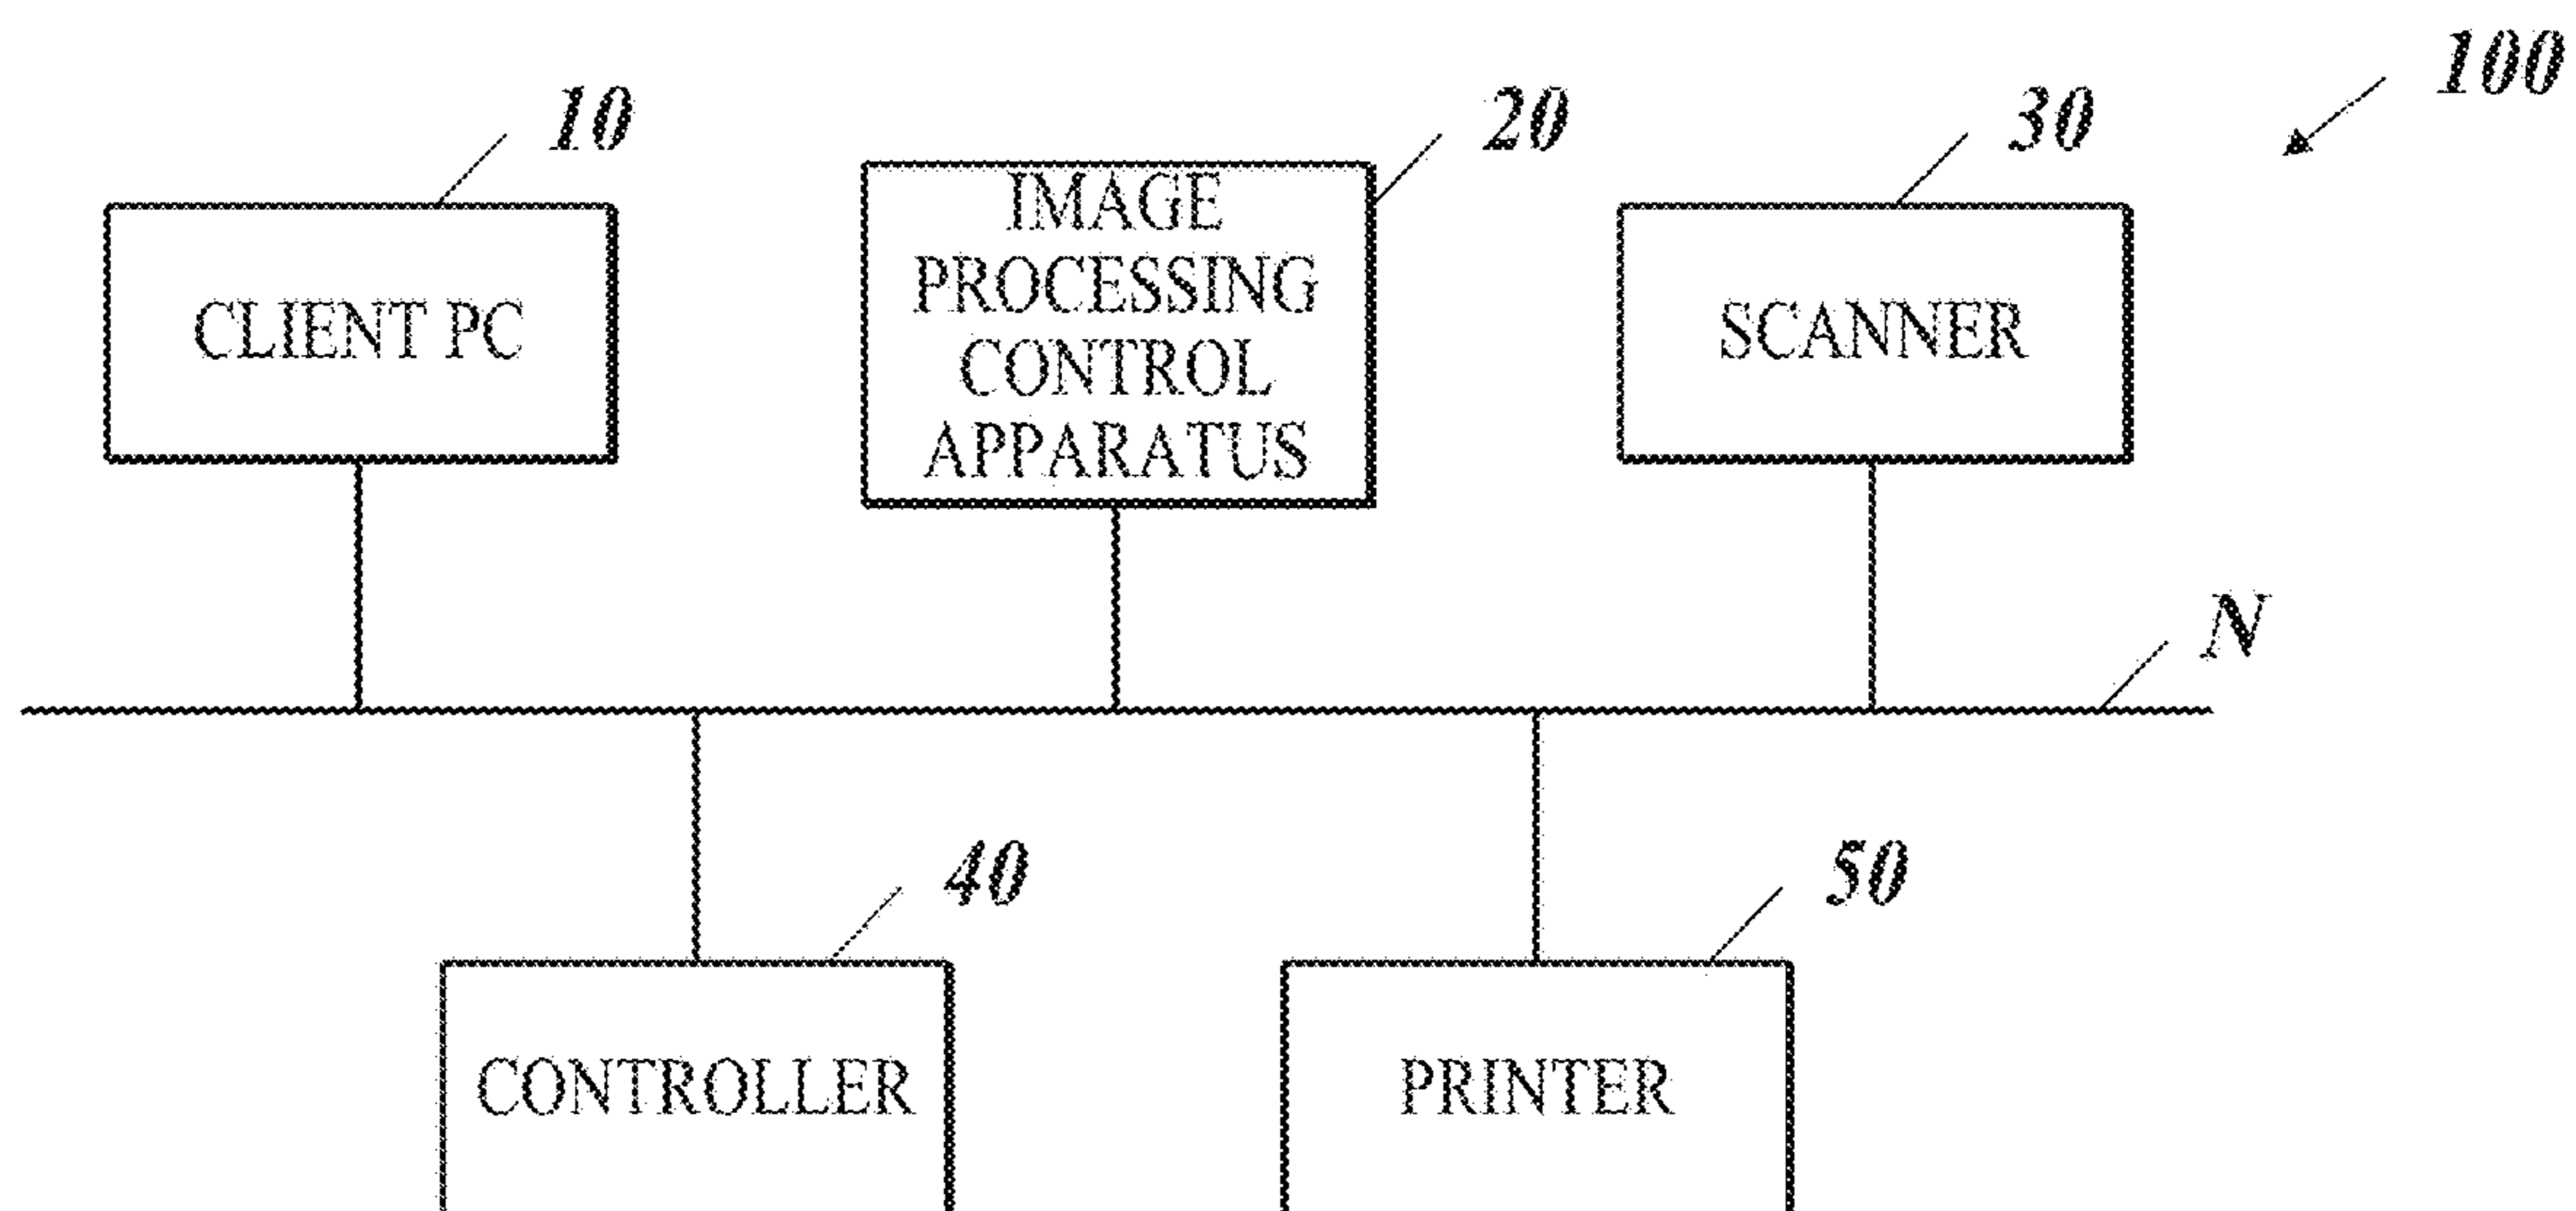 100
10
20
30
CLIENT PC
IMAGE
PROCESSING
CONTROL
APPARATUS
SCANNER
N
40
50
CONTROLLER
PRINTER